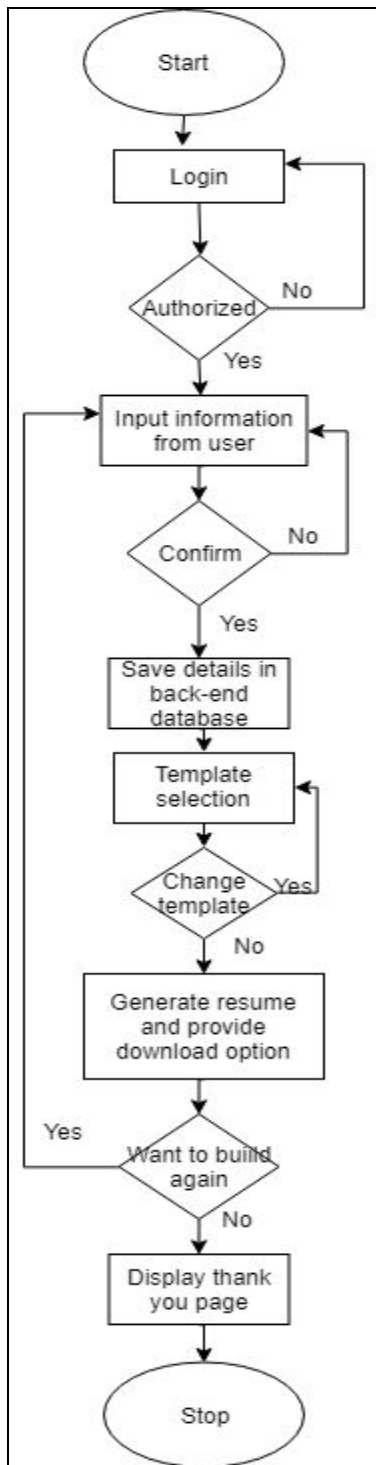 Start
Login
No
Authorized
Yes
Input information
from user
No
Confirm
Yes
Save details in
back-end
database
Template
selection
Change
template
Yes
No
Generate resume
and provide
download option
Yes
Want to buiild
again
No
Display thank
you page
Stop